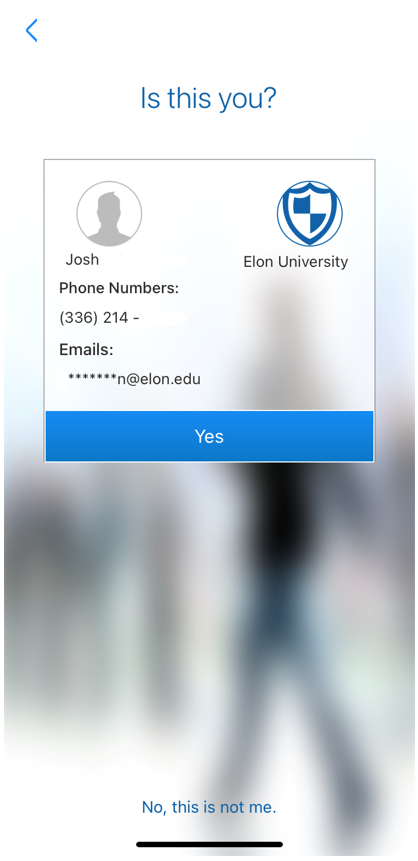 Is this you?
Josh
Elon University
Phone Numbers:
(336) 214 -
Emails:
*******n@elon.edu
Yes
No, this is not me.